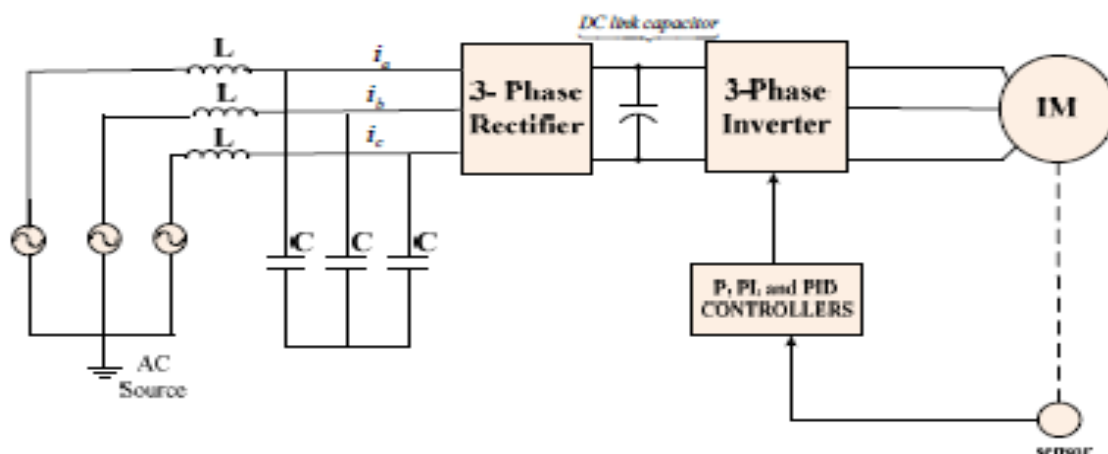 DC link capacitor
L
i_a
L
i_b
L
i_c
3- Phase
Rectifier
3-Phase
Inverter
IM
C
C
C
P, PI, and PID
CONTROLLERS
AC
Source
sensor